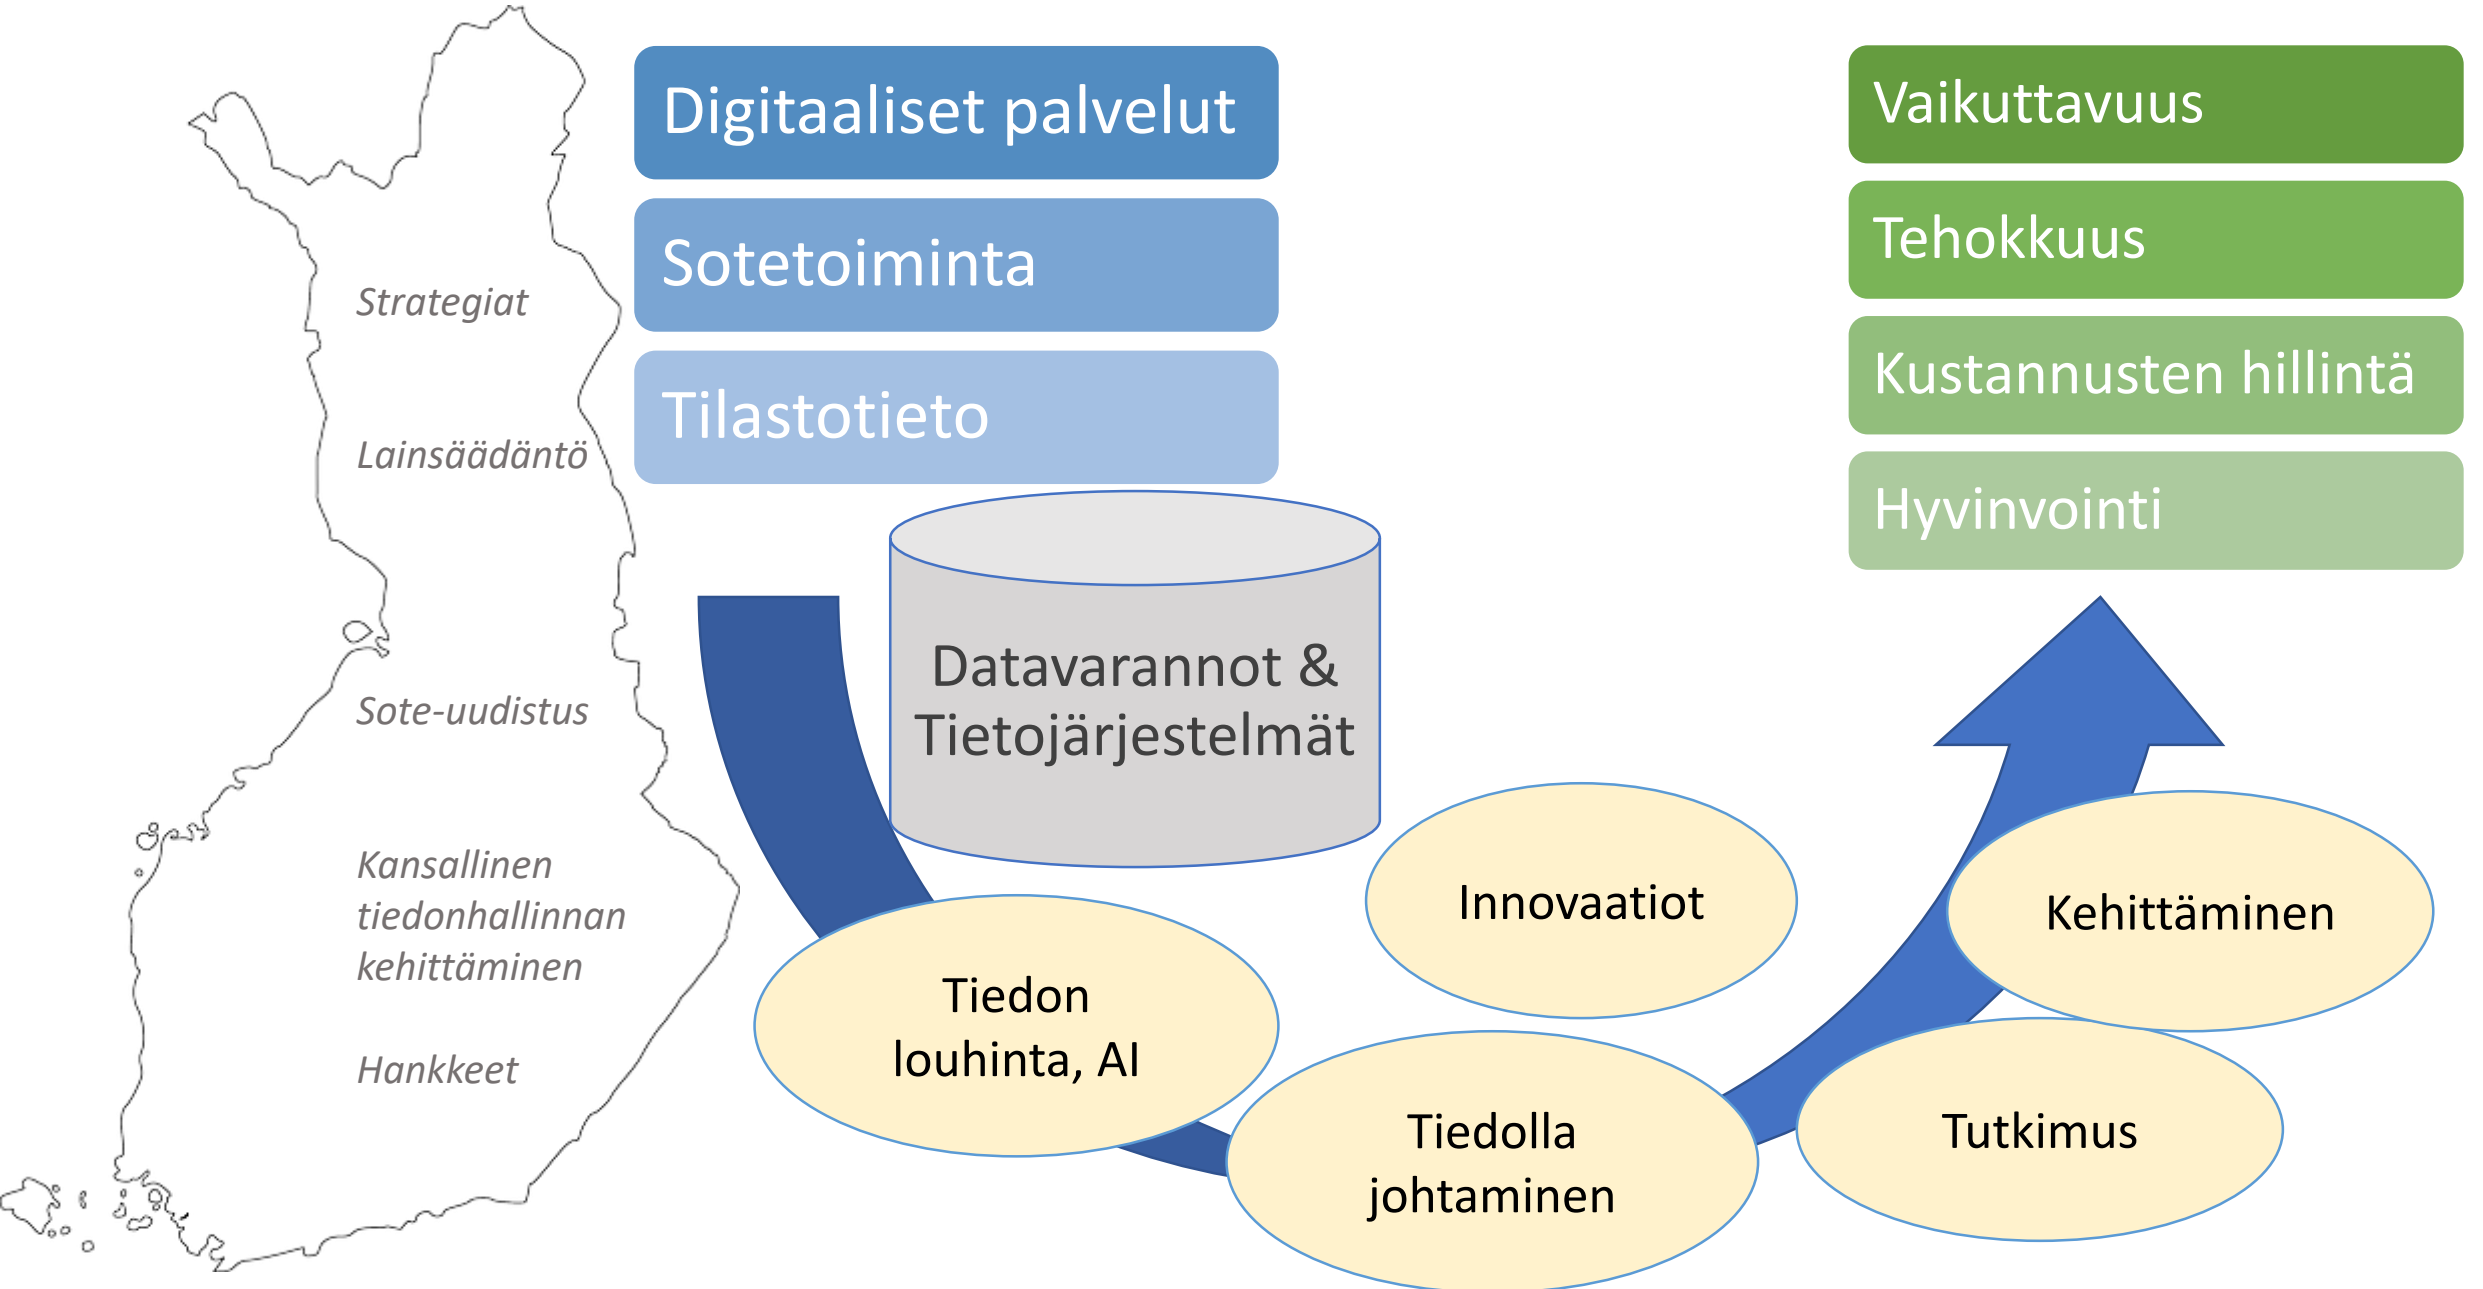 Strategiat
Lainsäädäntö
Sote-uudistus
Kansallinen
tiedonhallinnan
kehittäminen
Hankkeet
Digitaaliset palvelut
Sotetoiminta
Tilastotieto
Datavarannot &
Tietojärjestelmät
Tiedon
louhinta, AI
Tiedolla
johtaminen
Innovaatiot
Tutkimus
Kehittäminen
Vaikuttavuus
Tehokkuus
Kustannusten hillintä
Hyvinvointi